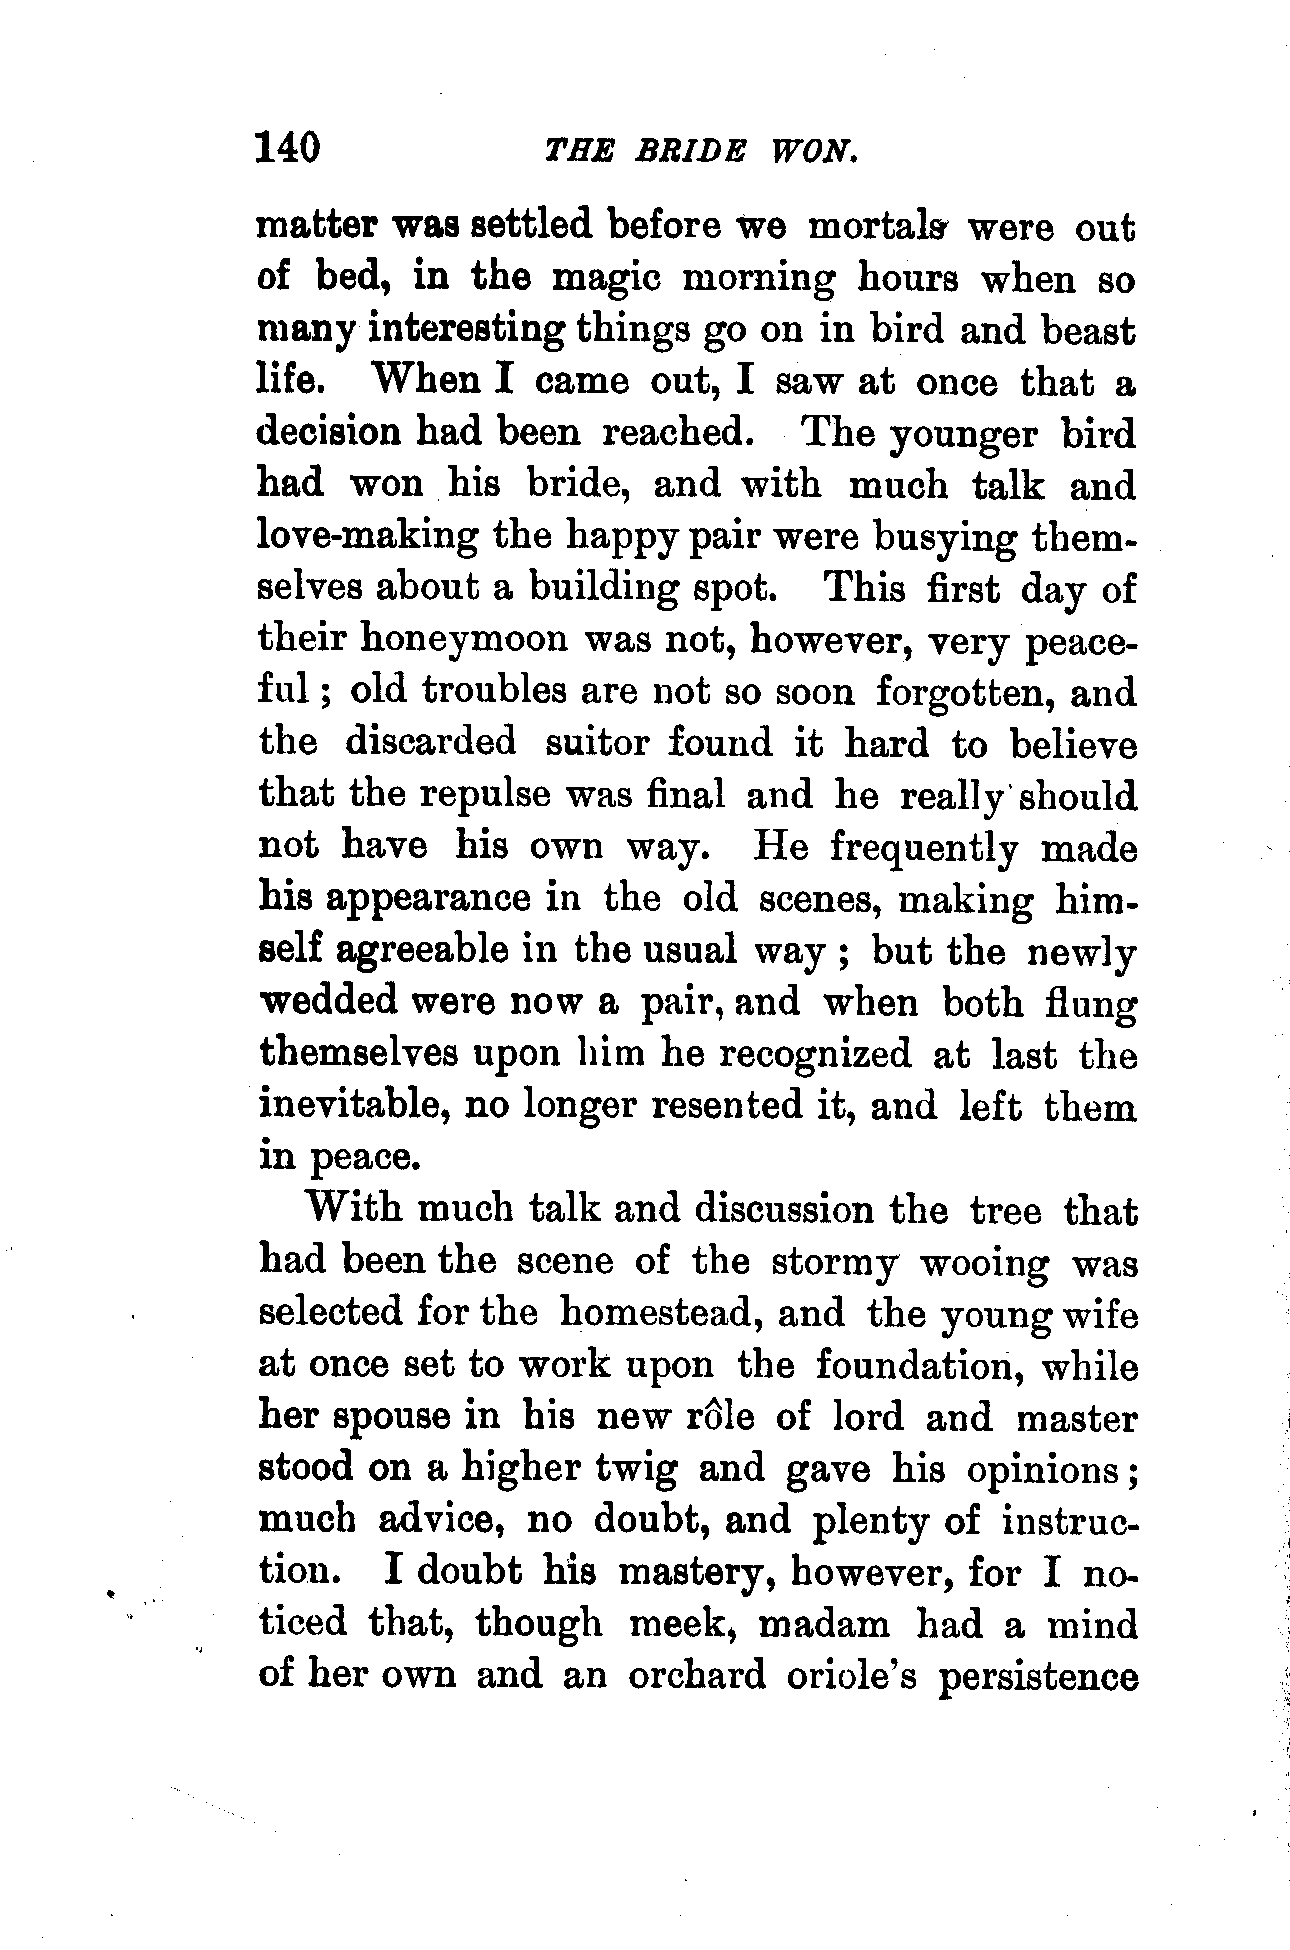 140 THE BRIDE WON.
matter was settled before we mortals were out
of bed, in the magic morning hours when so
many interesting things go on in bird and beast
life. When I came out, I saw at once that a
decision had been reached. The younger bird
had won his bride, and with much talk and
love-making the happy pair were busying them-
selves about a building spot. This first day of
their honeymoon was not, however, very peace-
ful ; old troubles are not so soon forgotten, and
the discarded suitor found it hard to believe
that the repulse was final and he really should
not have his own way. He frequently made
his appearance in the old scenes, making him-
self agreeable in the usual way ; but the newly
wedded were now a pair, and when both flung
themselves upon him he recognized at last the
inevitable, no longer resented it, and left them
in peace.
With much talk and discussion the tree that
had been the scene of the stormy wooing was
selected for the homestead, and the young wife
at once set to work upon the foundation, while
her spouse in his new rôle of lord and master
stood on a higher twig and gave his opinions ;
much advice, no doubt, and plenty of instruc-
tion. I doubt his mastery, however, for I no-
ticed that, though meek, madam had a mind
of her own and an orchard oriole's persistence